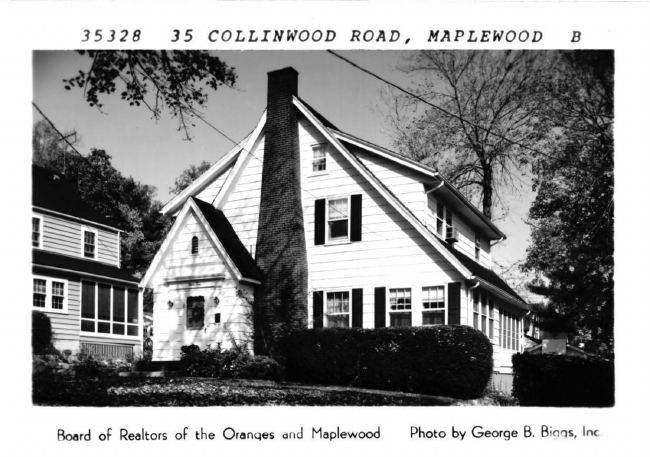 35328 35 COLLINWOOD ROAD, MAPLEWOOD B
Board of Realtors of the Oranges and Maplewood Photo by George B. Biggs, Inc.